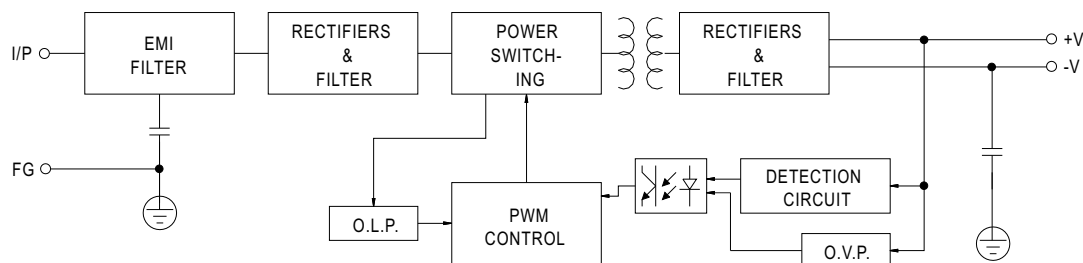 I/P
EMI
FILTER
RECTIFIERS
&
FILTER
POWER
SWITCH-
ING
RECTIFIERS
&
FILTER
+V
-V
FG
O.L.P.
PWM
CONTROL
DETECTION
CIRCUIT
O.V.P.